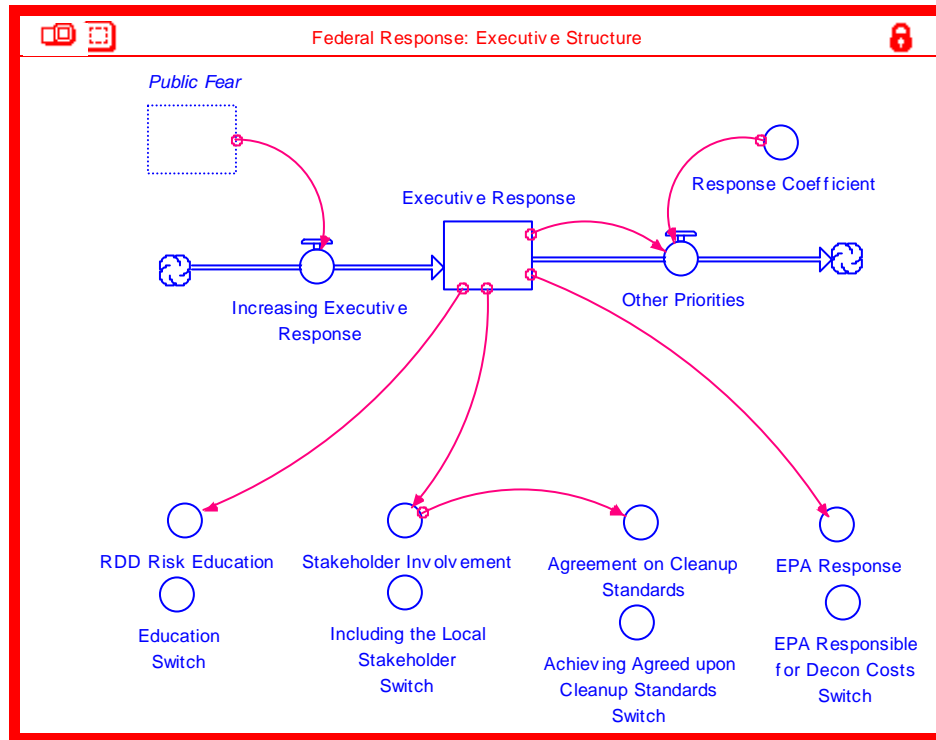 Federal Response: Executive Structure
Public Fear
Response Coefficient
Executive Response
Increasing Executive
Response
Other Priorities
RDD Risk Education
Stakeholder Involvement
Agreement on Cleanup
Standards
EPA Response
Education
Switch
Including the Local
Stakeholder
Switch
Achieving Agreed upon
Cleanup Standards
Switch
EPA Responsible
for Decon Costs
Switch